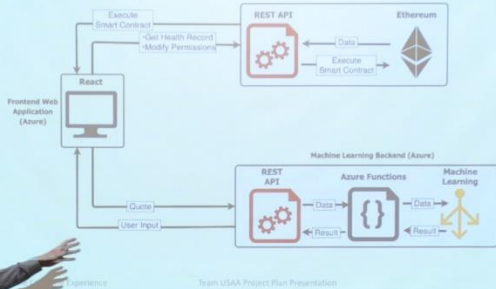 Execute
Smart Contract
•Get Health Record
•Modify Permissions
REST API
Ethereum
Data
Execute
Smart Contract
React
Frontend Web
Application
(Azure)
Machine Learning Backend (Azure)
REST
API
Azure Functions
Machine
Learning
Quote
User Input
Data
Result
{}
Data
Result
Experience
Team USAA Project Plan Presentation